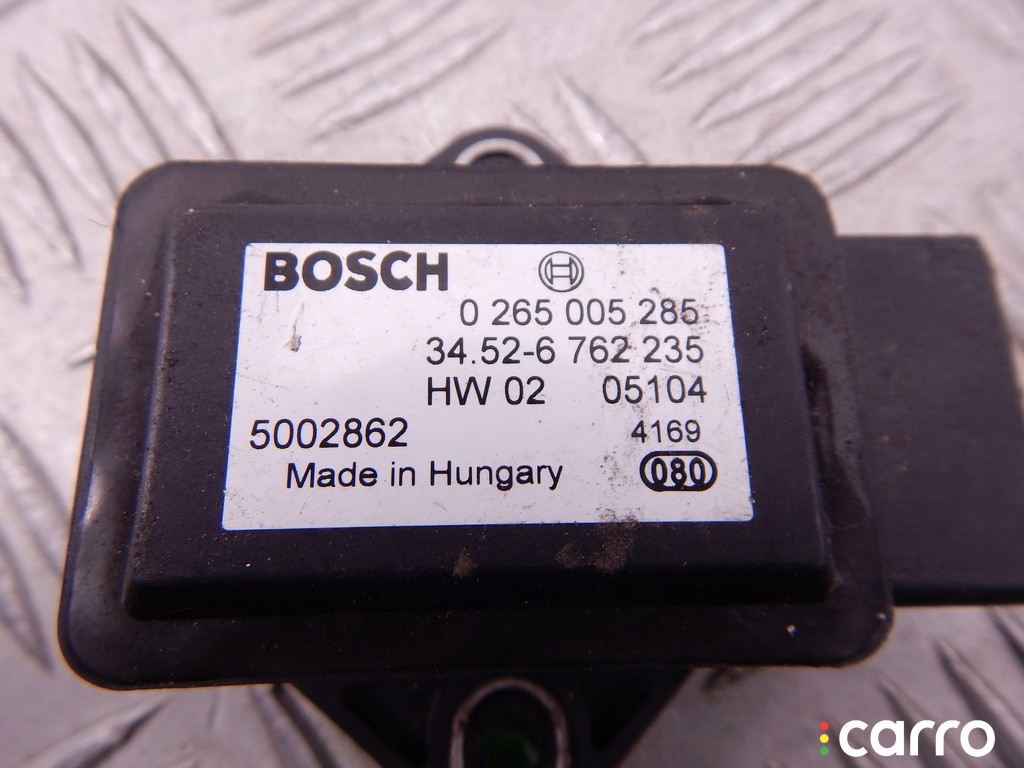 BOSCH
0 265 005 285
34.52-6 762 235
HW 02 05104
5002862 4169
Made in Hungary 080
carro